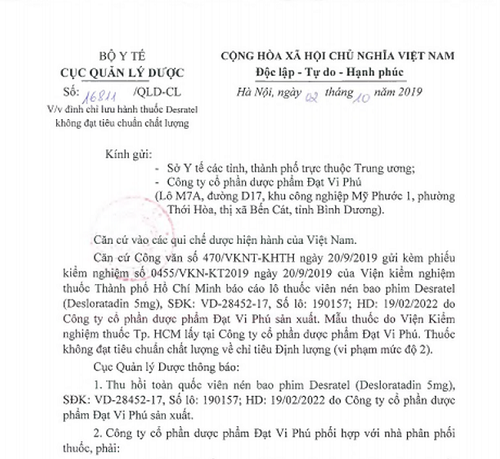 BỘ Y TẾ
CỤC QUẢN LÝ DƯỢC
Số: 16811 /QLD-CL
V/v đình chỉ lưu hành thuốc Desratel
không đạt tiêu chuẩn chất lượng
CỘNG HÒA XÃ HỘI CHỦ NGHĨA VIỆT NAM
Độc lập - Tự do - Hạnh phúc
Hà Nội, ngày 02 tháng 10 năm 2019
Kính gửi:
- Sở Y tế các tỉnh, thành phố trực thuộc Trung ương;
- Công ty cổ phần dược phẩm Đạt Vi Phú
(Lô M7A, đường D17, khu công nghiệp Mỹ Phước 1, phường
Thới Hòa, thị xã Bến Cát, tỉnh Bình Dương).
Căn cứ vào các qui chế dược hiện hành của Việt Nam.
Căn cứ Công văn số 470/VKNT-KHTH ngày 20/9/2019 gửi kèm phiếu
kiểm nghiệm số 0455/VKN-KT2019 ngày 20/9/2019 của Viện kiểm nghiệm
thuốc Thành phố Hồ Chí Minh báo cáo lô thuốc viên nén bao phim Desratel
(Desloratadin 5mg), SĐK: VD-28452-17, Số lô: 190157; HD: 19/02/2022 do
Công ty cổ phần dược phẩm Đạt Vi Phú sản xuất. Mẫu thuốc do Viện Kiểm
nghiệm thuốc Tp. HCM lấy tại Công ty cổ phần dược phẩm Đạt Vi Phú. Thuốc
không đạt tiêu chuẩn chất lượng về chỉ tiêu Định lượng (vi phạm mức độ 2).
Cục Quản lý Dược thông báo:
1. Thu hồi toàn quốc viên nén bao phim Desratel (Desloratadin 5mg),
SĐK: VD-28452-17, Số lô: 190157; HD: 19/02/2022 do Công ty cổ phần dược
phẩm Đạt Vi Phú sản xuất.
2. Công ty cổ phần dược phẩm Đạt Vi Phú phối hợp với nhà phân phối
thuốc, phải: